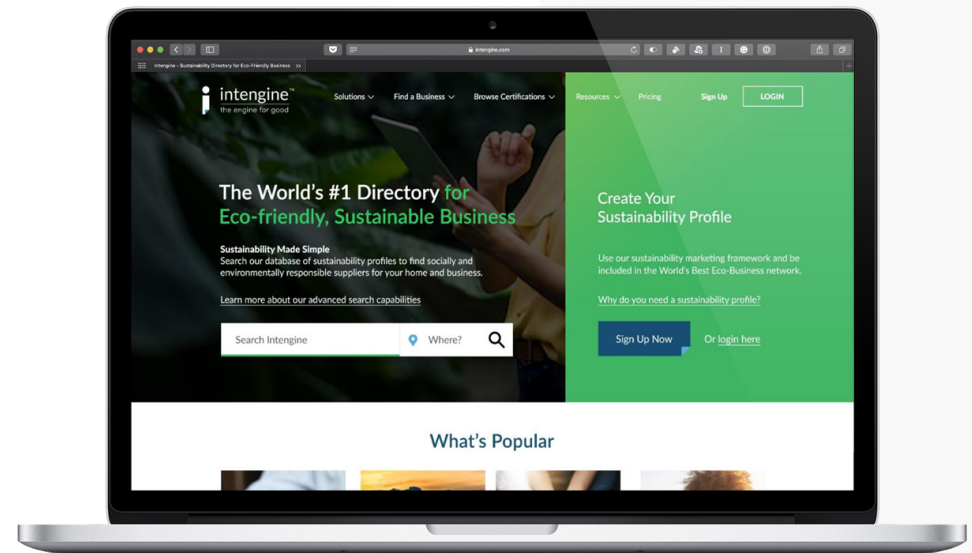 intengine.com
Intengine - Sustainability Directory for Eco-Friendly Business
intengine™
the engine for good
Solutions
Find a Business
Browse Certifications
Resources
Pricing
Sign Up
LOGIN
The World's #1 Directory for
Eco-friendly, Sustainable Business
Sustainability Made Simple
Search our database of sustainability profiles to find socially and
environmentally responsible suppliers for your home and business.
Learn more about our advanced search capabilities
Search Intengine
Where?
Create Your
Sustainability Profile
Use our sustainability marketing framework and be
included in the World's Best Eco-Business network.
Why do you need a sustainability profile?
Sign Up Now
Or login here
What's Popular